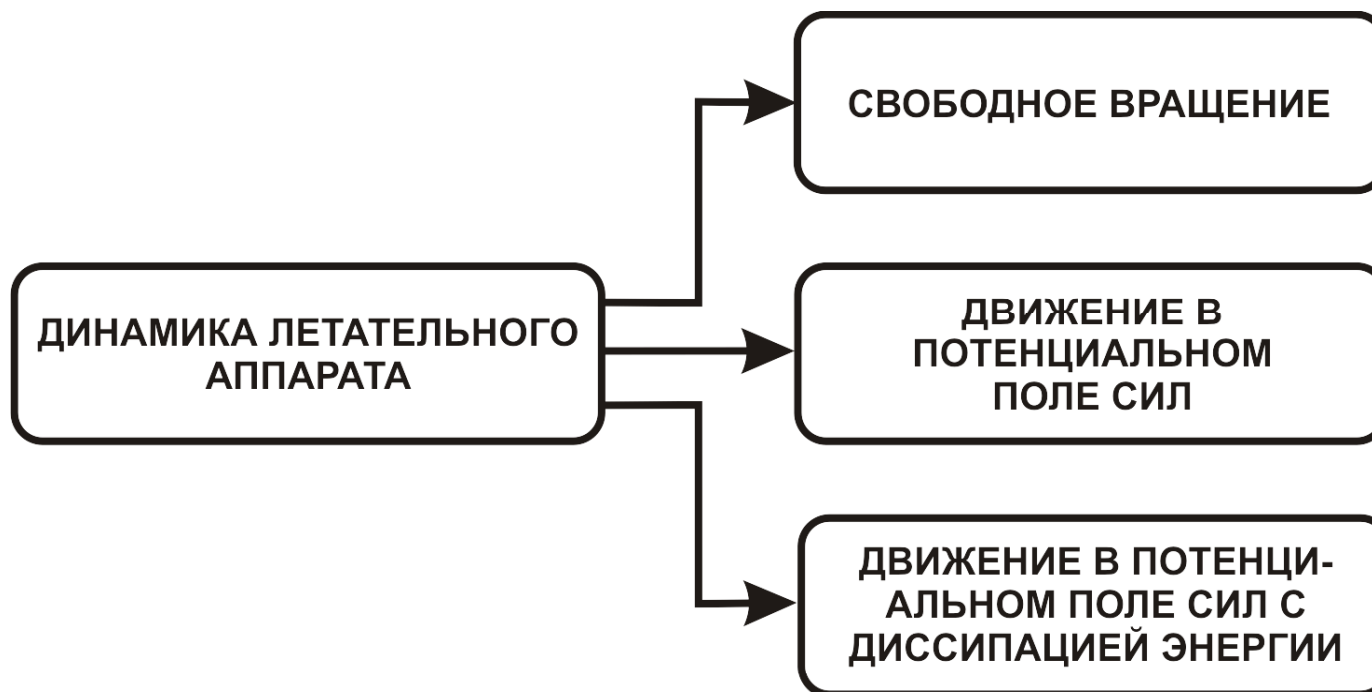 СВОБОДНОЕ ВРАЩЕНИЕ
ДИНАМИКА ЛЕТАТЕЛЬНОГО
АППАРАТА
ДВИЖЕНИЕ В
ПОТЕНЦИАЛЬНОМ
ПОЛЕ СИЛ
ДВИЖЕНИЕ В ПОТЕНЦИ-
АЛЬНОМ ПОЛЕ СИЛ С
ДИССИПАЦИЕЙ ЭНЕРГИИ